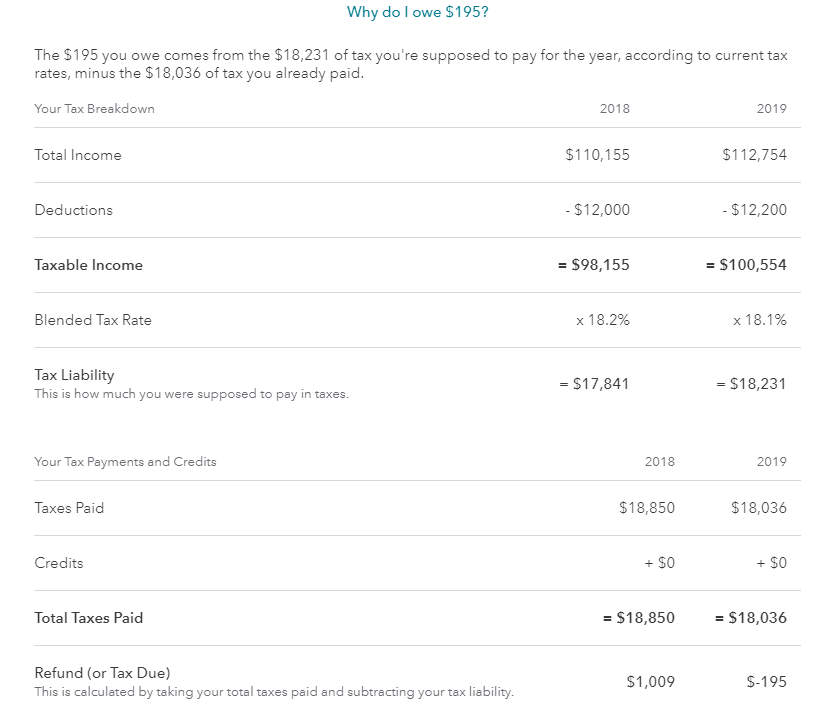 Why do I owe $195?
The $195 you owe comes from the $18,231 of tax you're supposed to pay for the year, according to current tax
rates, minus the $18,036 of tax you already paid.
Your Tax Breakdown 2018 2019
Total Income $110,155 $112,754
Deductions - $12,000 - $12,200
Taxable Income = $98,155 = $100,554
Blended Tax Rate x 18.2% x 18.1%
Tax Liability
This is how much you were supposed to pay in taxes. = $17,841 = $18,231
Your Tax Payments and Credits 2018 2019
Taxes Paid $18,850 $18,036
Credits + $0 + $0
Total Taxes Paid = $18,850 = $18,036
Refund (or Tax Due)
This is calculated by taking your total taxes paid and subtracting your tax liability. $1,009 $-195